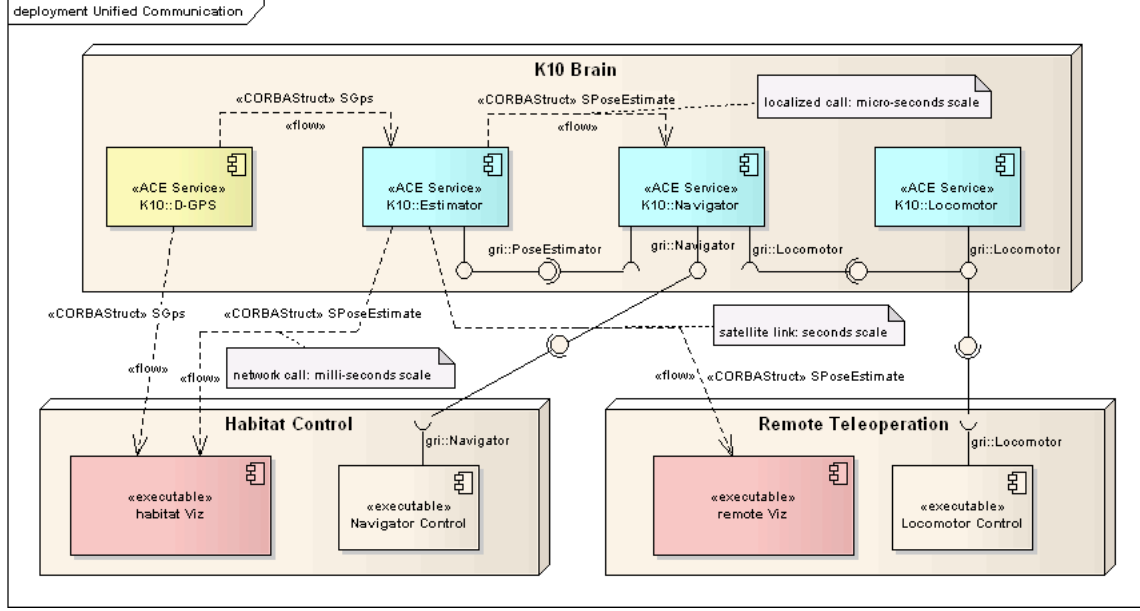 deployment Unified Communication
K10 Brain
«CORBAStruct» SGps
«flow»
«CORBAStruct» SPoseEstimate
«flow»
localized call: micro-seconds scale
«ACE Service»
K10::D-GPS
«ACE Service»
K10::Estimator
«ACE Service»
K10::Navigator
«ACE Service»
K10::Locomotor
gri::PoseEstimator
gri::Navigator
gri::Locomotor
gri::Locomotor
«CORBAStruct» SGps
«CORBAStruct» SPoseEstimate
satellite link: seconds scale
network call: milli-seconds scale
«flow»
«flow»
«flow»
«CORBAStruct» SPoseEstimate
Habitat Control
gri::Navigator
«executable»
habitat Viz
«executable»
Navigator Control
Remote Teleoperation
gri::Locomotor
«executable»
remote Viz
«executable»
Locomotor Control